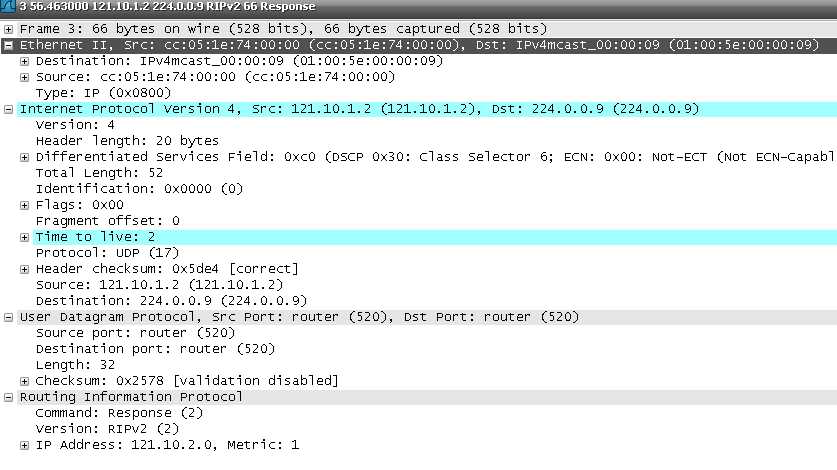 3 56.463000 121.10.1.2 224.0.0.9 RIPv2 66 Response
Frame 3: 66 bytes on wire (528 bits), 66 bytes captured (528 bits)
Ethernet II, Src: cc:05:1e:74:00:00 (cc:05:1e:74:00:00), Dst: IPv4mcast_00:00:09 (01:00:5e:00:00:09)
Destination: IPv4mcast_00:00:09 (01:00:5e:00:00:09)
Source: cc:05:1e:74:00:00 (cc:05:1e:74:00:00)
Type: IP (0x0800)
Internet Protocol Version 4, Src: 121.10.1.2 (121.10.1.2), Dst: 224.0.0.9 (224.0.0.9)
Version: 4
Header length: 20 bytes
Differentiated Services Field: 0xc0 (DSCP 0x30: Class Selector 6; ECN: 0x00: Not-ECT (Not ECN-Capabl
Total Length: 52
Identification: 0x0000 (0)
Flags: 0x00
Fragment offset: 0
Time to live: 2
Protocol: UDP (17)
Header checksum: 0x5de4 [correct]
Source: 121.10.1.2 (121.10.1.2)
Destination: 224.0.0.9 (224.0.0.9)
User Datagram Protocol, Src Port: router (520), Dst Port: router (520)
Source port: router (520)
Destination port: router (520)
Length: 32
Checksum: 0x2578 [validation disabled]
Routing Information Protocol
Command: Response (2)
Version: RIPv2 (2)
IP Address: 121.10.2.0, Metric: 1